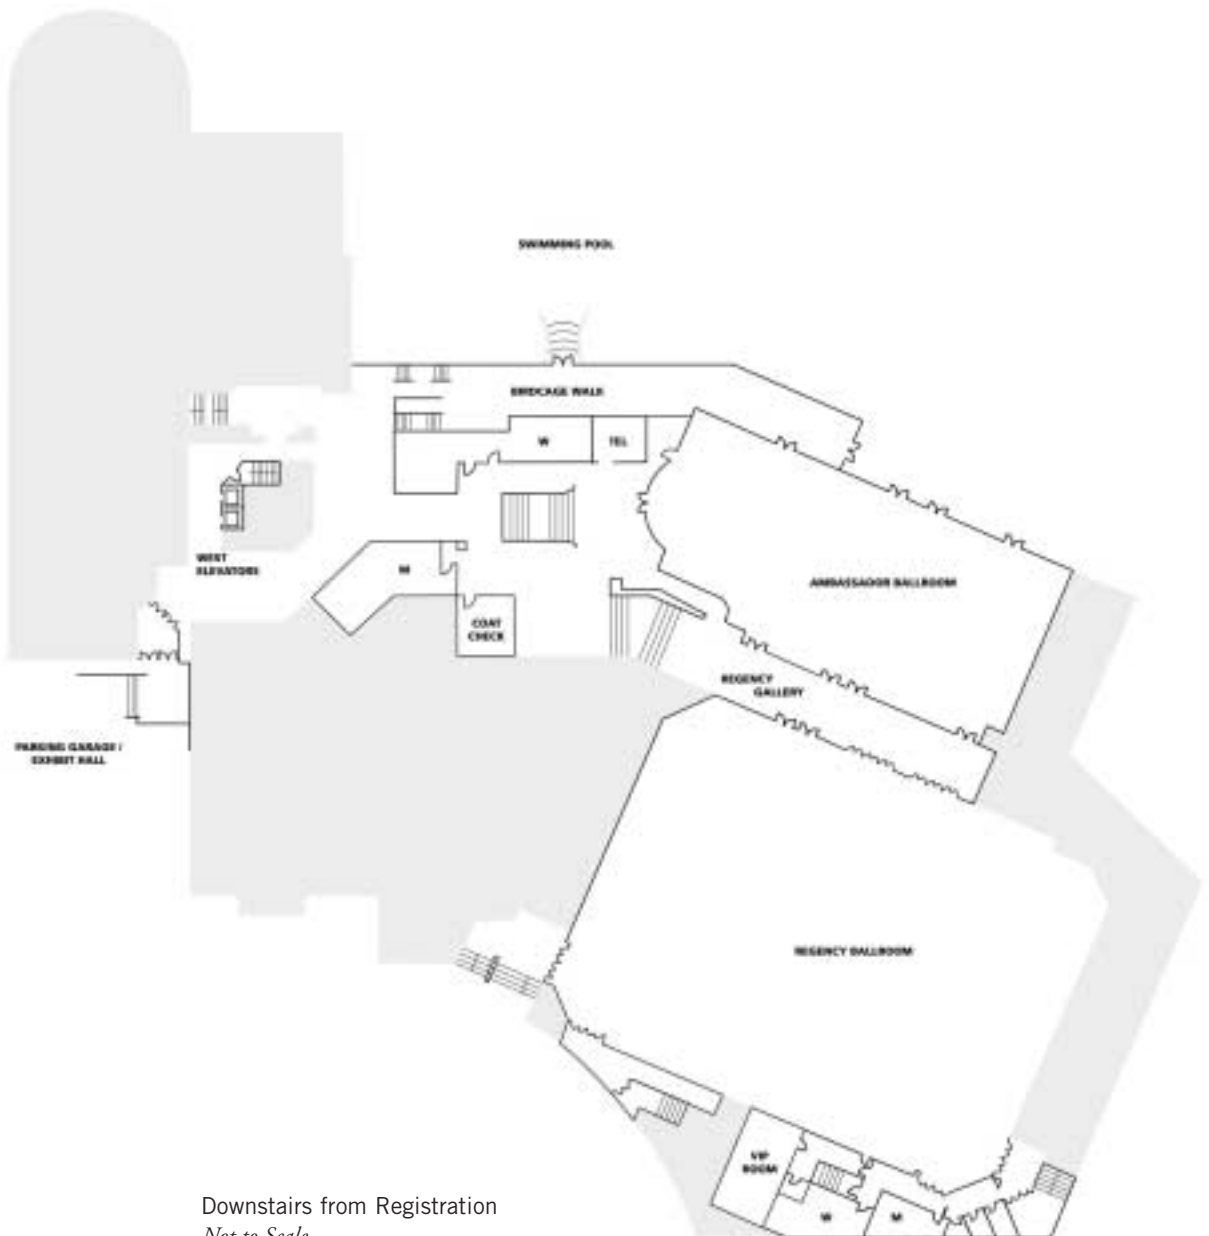 SWIMMING POOL
BIRDCAGE WALK
W
TEL
WEST
ELEVATORS
M
AMBASSADOR BALLROOM
COAT
CHECK
REGENCY
GALLERY
PARKING GARAGE /
EXHIBIT HALL
REGENCY BALLROOM
VIP
ROOM
W
M
Downstairs from Registration
Not to Scale